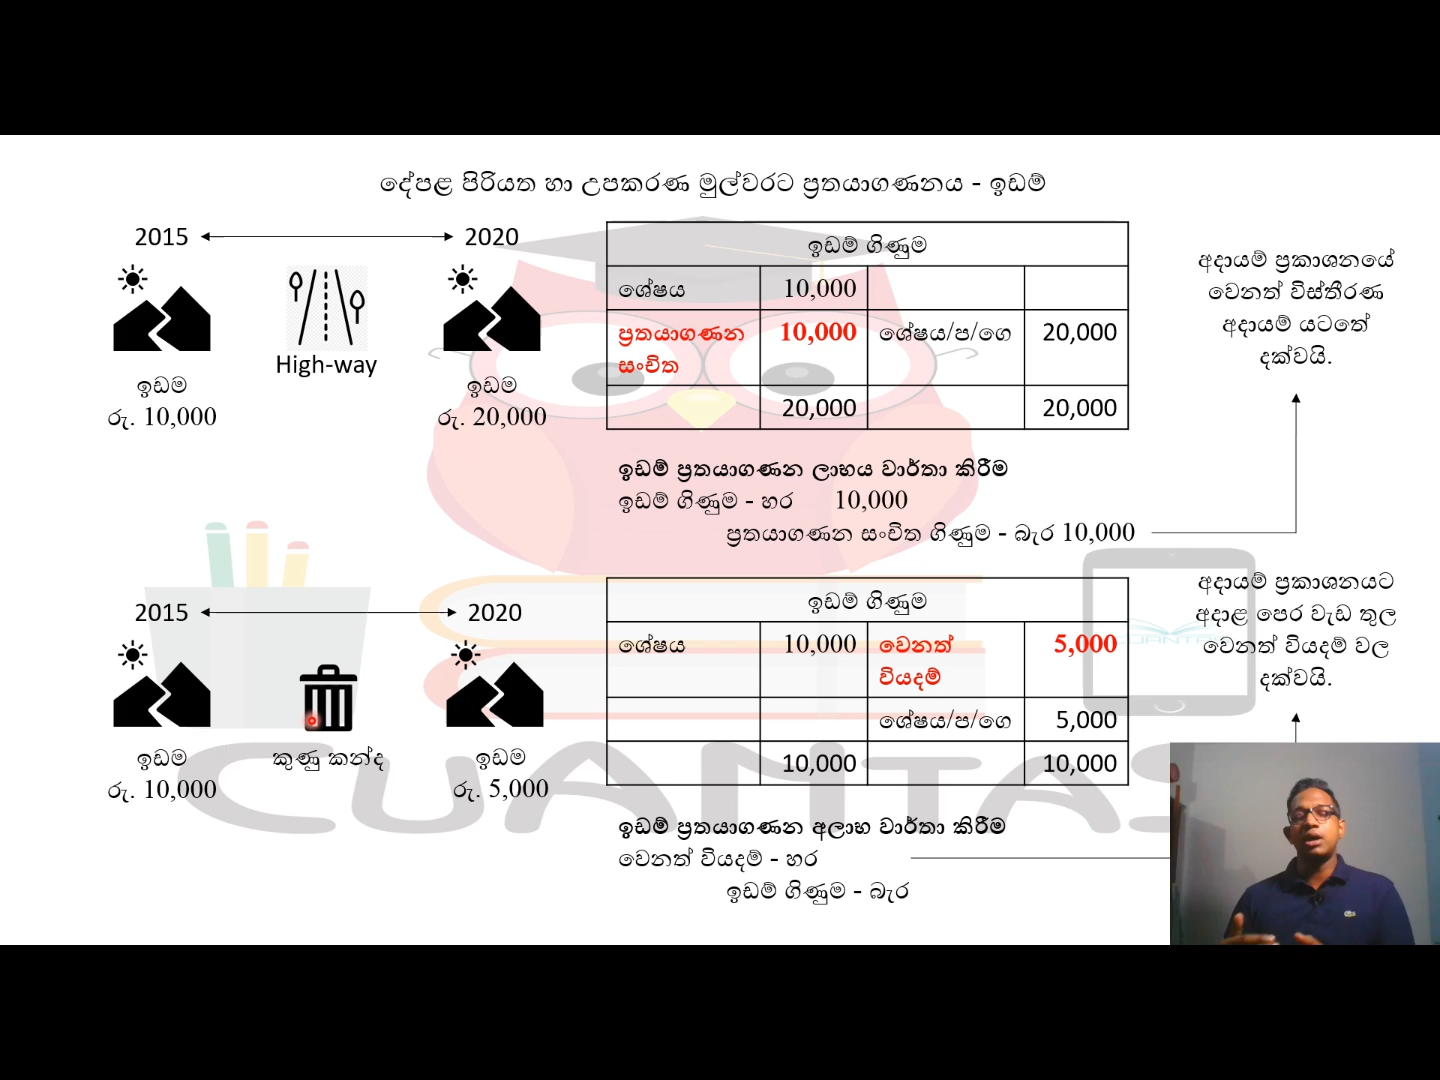 දේපළ පිරියත හා උපකරණ මුල්වරට ප්‍රත්‍යාගණනය - ඉඩම්
2015
2020
High-way
ඉඩම
රු. 10,000
ඉඩම
රු. 20,000
ඉඩම් ගිණුම
ශේෂය 10,000
ප්‍රත්‍යාගණන සංචිත 10,000 ශේෂය/ප/ගෙ 20,000
20,000 20,000
ඉඩම් ප්‍රත්‍යාගණන ලාභය වාර්තා කිරීම
ඉඩම් ගිණුම - හර 10,000
ප්‍රත්‍යාගණන සංචිත ගිණුම - බැර 10,000
අදායම් ප්‍රකාශනයේ
වෙනත් විස්තීරණ
අදායම් යටතේ
දක්වයි.
2015
2020
කුණු කන්ද
ඉඩම
රු. 10,000
ඉඩම
රු. 5,000
ඉඩම් ගිණුම
ශේෂය 10,000 වෙනත් වියදම් 5,000
ශේෂය/ප/ගෙ 5,000
10,000 10,000
ඉඩම් ප්‍රත්‍යාගණන අලාභ වාර්තා කිරීම
වෙනත් වියදම් - හර
ඉඩම් ගිණුම - බැර
අදායම් ප්‍රකාශනයට
අදාළ පෙර වැඩ තුල
වෙනත් වියදම් වල
දක්වයි.
CUANTAS